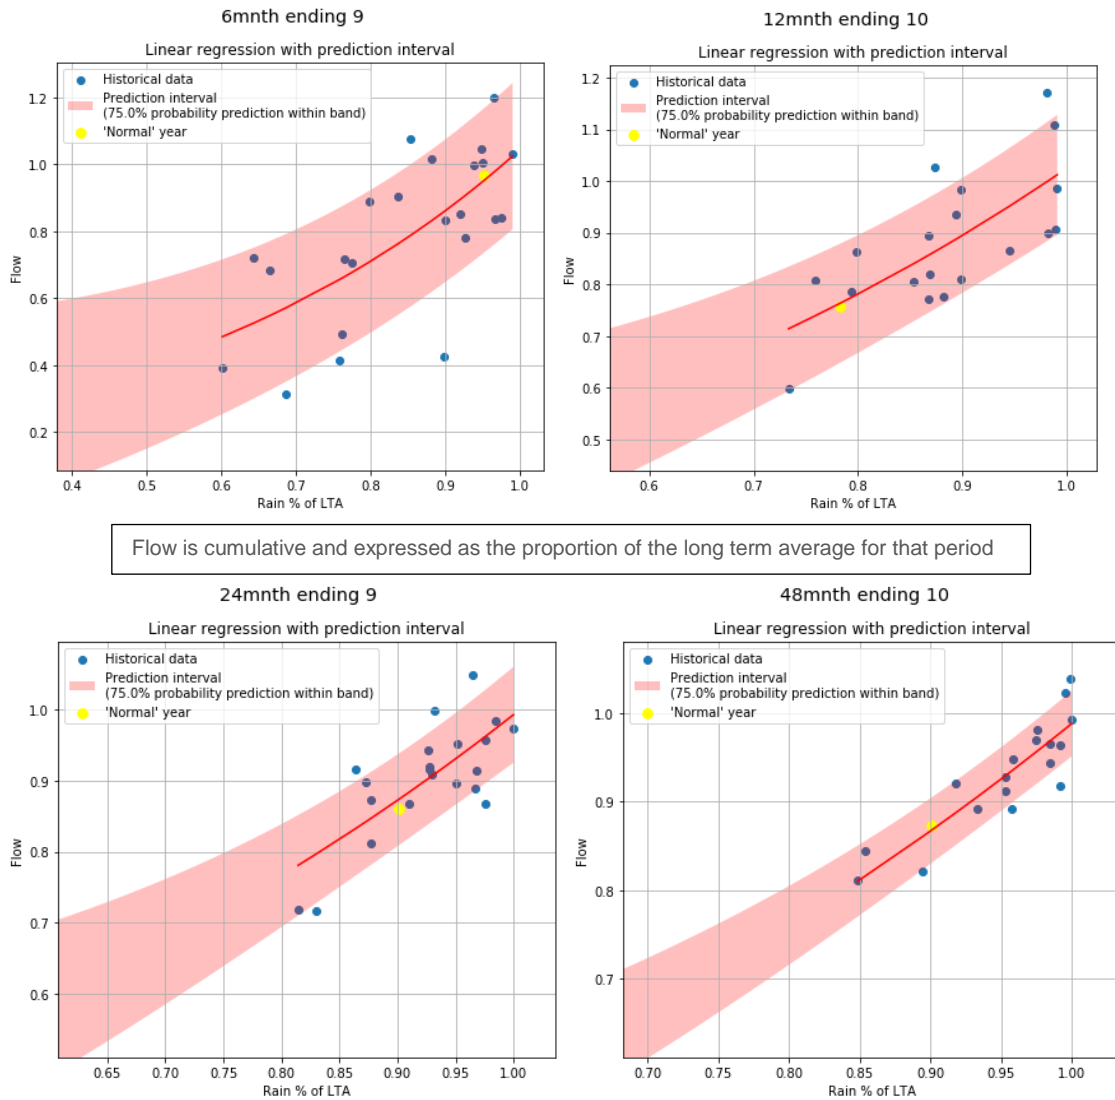 6mnth ending 9
Linear regression with prediction interval
Historical data
Prediction interval
(75.0% probability prediction within band)
'Normal' year
1.2
1.0
0.8
0.6
0.4
0.2
Flow
0.4 0.5 0.6 0.7 0.8 0.9 1.0
Rain % of LTA
12mnth ending 10
Linear regression with prediction interval
Historical data
Prediction interval
(75.0% probability prediction within band)
'Normal' year
1.2
1.1
1.0
0.9
0.8
0.7
0.6
0.5
Flow
0.6 0.7 0.8 0.9 1.0
Rain % of LTA
Flow is cumulative and expressed as the proportion of the long term average for that period
24mnth ending 9
Linear regression with prediction interval
Historical data
Prediction interval
(75.0% probability prediction within band)
'Normal' year
1.0
0.9
0.8
0.7
0.6
Flow
0.65 0.70 0.75 0.80 0.85 0.90 0.95 1.00
Rain % of LTA
48mnth ending 10
Linear regression with prediction interval
Historical data
Prediction interval
(75.0% probability prediction within band)
'Normal' year
1.0
0.9
0.8
0.7
Flow
0.70 0.75 0.80 0.85 0.90 0.95 1.00
Rain % of LTA